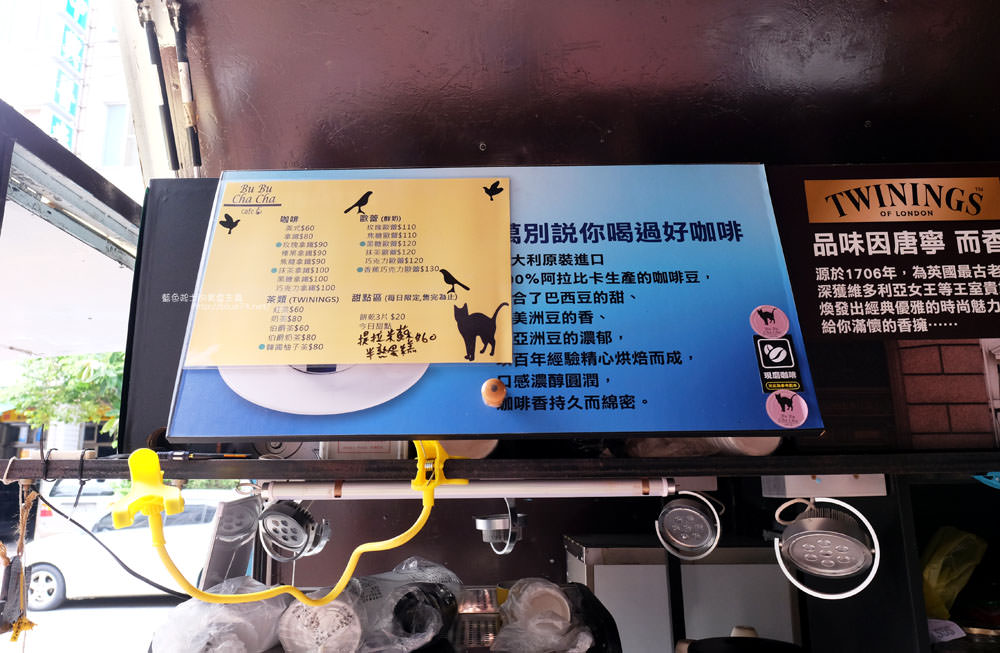 Bu Bu
Cha Cha
cafe
咖啡
美式$60
拿鐵$80
玫瑰拿鐵$90
榛果拿鐵$90
焦糖拿鐵$90
抹茶拿鐵$100
黑糖拿鐵$100
巧克力拿鐵$100
茶類 (TWININGS)
紅茶$60
奶茶$80
伯爵茶$60
伯爵奶茶$80
韓國柚子茶$80
歐蕾 (鮮奶)
玫瑰歐蕾$110
焦糖歐蕾$110
黑糖歐蕾$120
抹茶歐蕾$120
巧克力歐蕾$120
香蕉巧克力歐蕾$130
甜點區 (每日限定,售完為止)
餅乾3片$20
今日甜點
提拉米蘇 $60
半熟蛋糕
萬別説你喝過好咖啡
大利原裝進口
00%阿拉比卡生產的咖啡豆，
合了巴西豆的甜、
美洲豆的香、
亞洲豆的濃郁，
百年經驗精心烘焙而成，
口感濃醇圓潤，
咖啡香持久而綿密。
現磨咖啡
TWININGS™
OF LONDON
品味因唐寧 而香
源於1706年，為英國最古老
深獲維多利亞女王等王室貴
煥發出經典優雅的時尚魅力
給你滿懷的香擁……